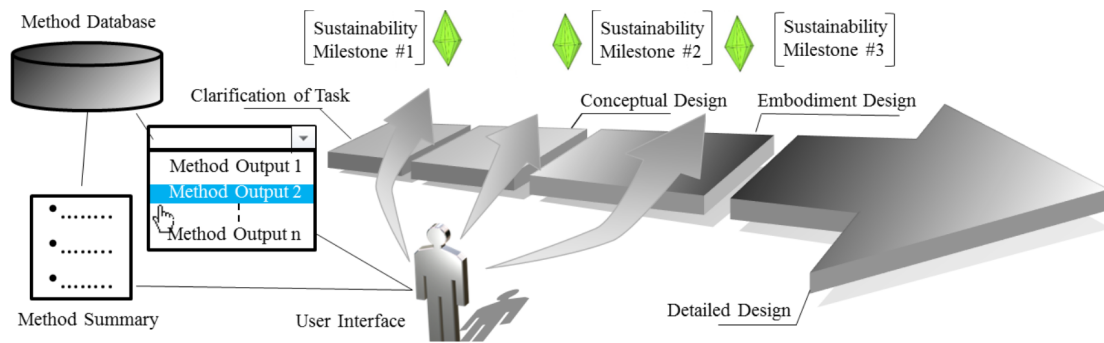 Method Database
Sustainability
Milestone #1
Sustainability
Milestone #2
Sustainability
Milestone #3
Clarification of Task
Conceptual Design
Embodiment Design
Method Output 1
Method Output 2
Method Output n
Method Summary
User Interface
Detailed Design